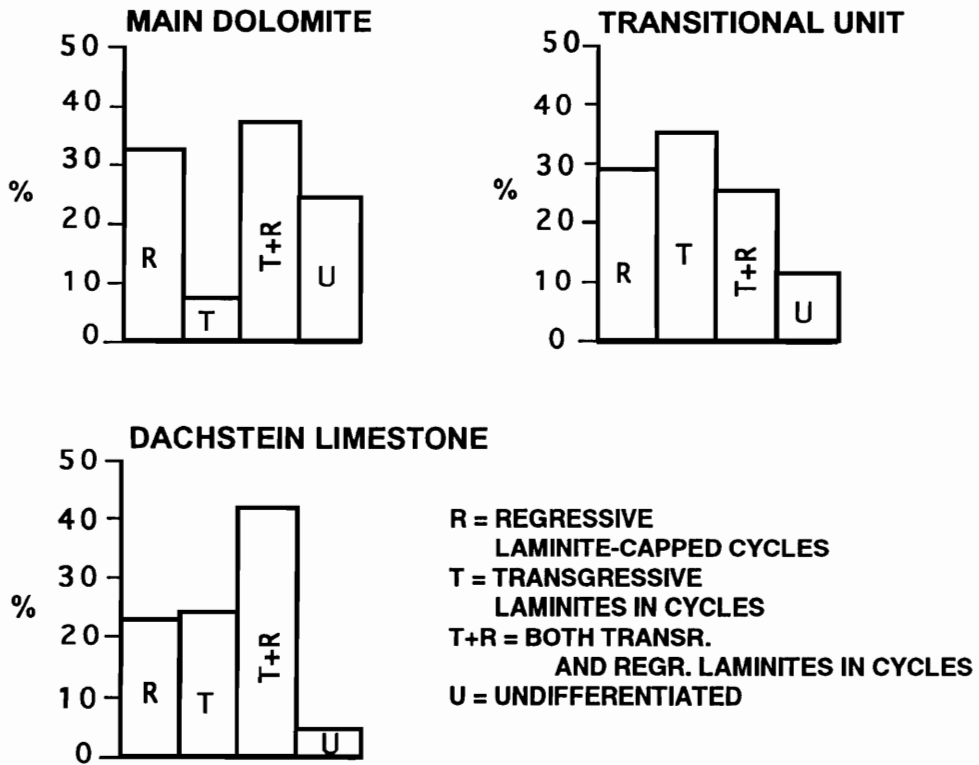 MAIN DOLOMITE
50
40
30
%
20
10
0
R
T
T+R
U
TRANSITIONAL UNIT
50
40
30
%
20
10
0
R
T
T+R
U
DACHSTEIN LIMESTONE
50
40
30
%
20
10
0
R
T
T+R
U
R = REGRESSIVE
LAMINITE-CAPPED CYCLES
T = TRANSGRESSIVE
LAMINITES IN CYCLES
T+R = BOTH TRANSR.
AND REGR. LAMINITES IN CYCLES
U = UNDIFFERENTIATED